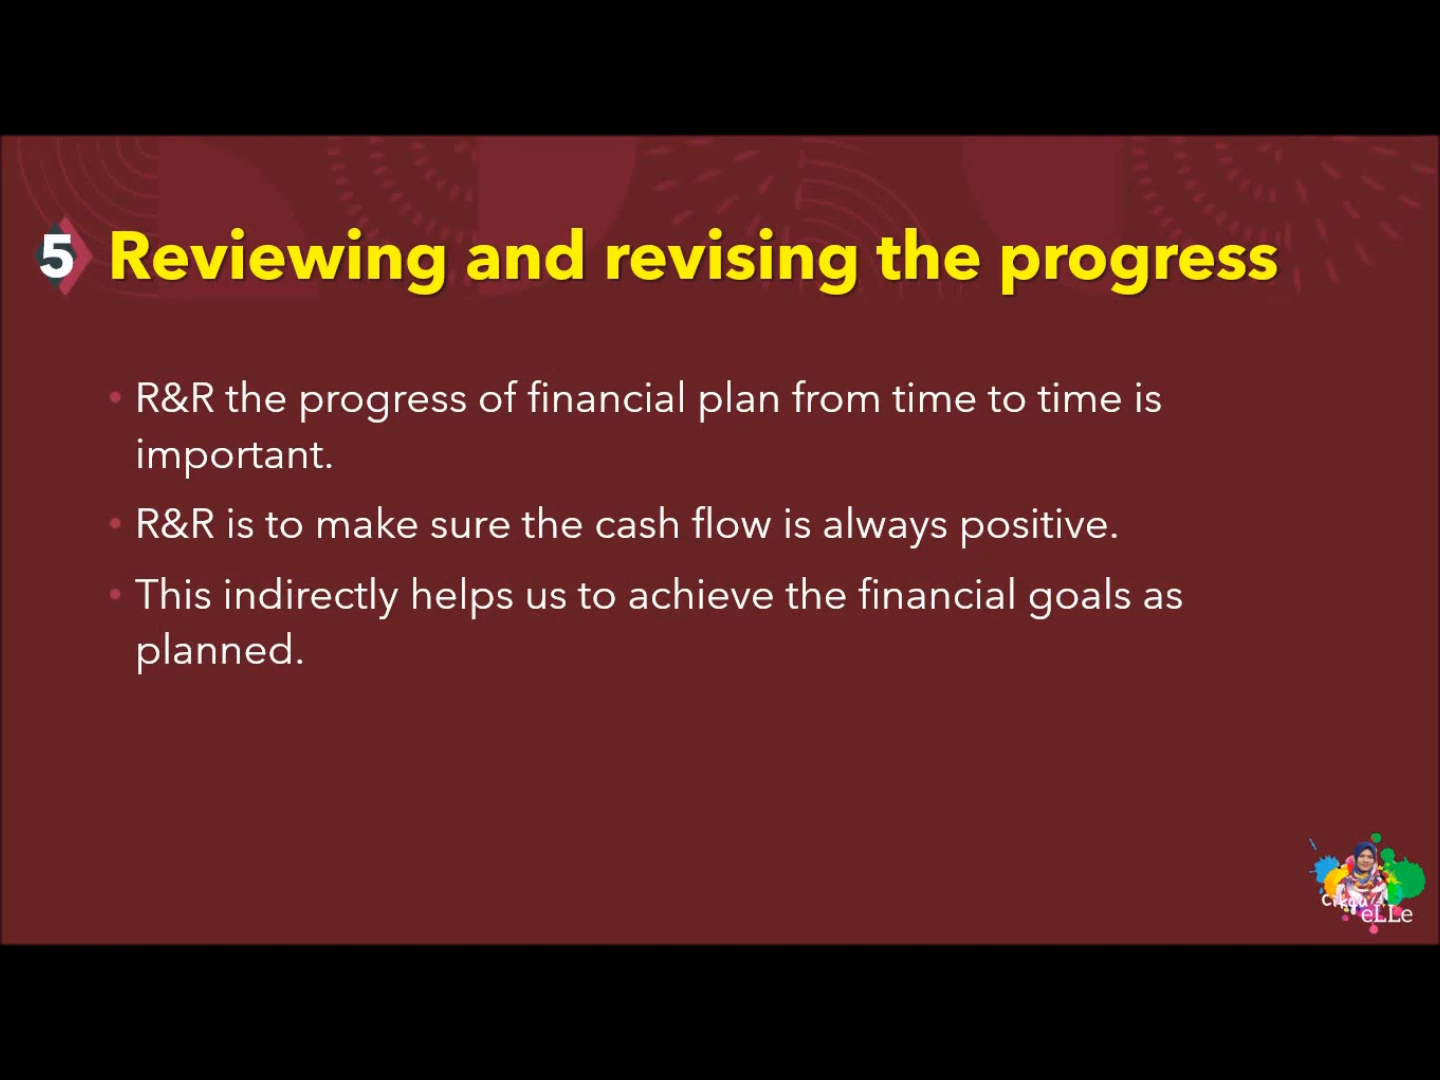 5 Reviewing and revising the progress
• R&R the progress of financial plan from time to time is
important.
• R&R is to make sure the cash flow is always positive.
• This indirectly helps us to achieve the financial goals as
planned.
eLLe